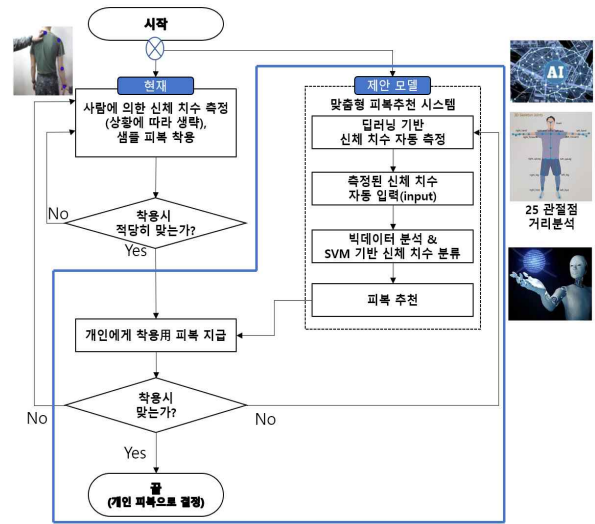 시작
현재
사람에 의한 신체 치수 측정
(상황에 따라 생략),
샘플 피복 착용
No
착용시
적당히 맞는가?
Yes
제안 모델
맞춤형 피복추천 시스템
딥러닝 기반
신체 치수 자동 측정
측정된 신체 치수
자동 입력(input)
빅데이터 분석 &
SVM 기반 신체 치수 분류
피복 추천
개인에게 착용用 피복 지급
착용시
맞는가?
No
No
Yes
끝
(개인 피복으로 결정)
AI
25 관절점
거리분석